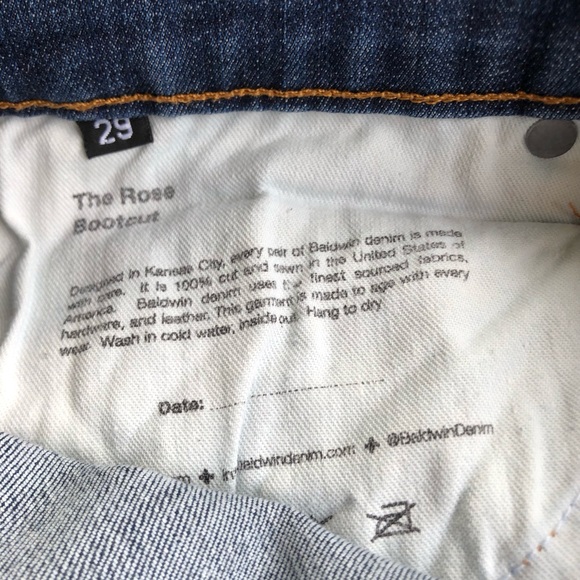 29
The Rose
Bootcut
Designed in Kansas City, every pair of Baldwin denim is made
with care. It is 100% cut and sewn in the United States of
America. Baldwin denim uses the finest sourced fabrics,
hardware, and leather. This garment is made to age with every
wear. Wash in cold water, inside out. Hang to dry
Date:
baldwindenim.com @BaldwinDenim